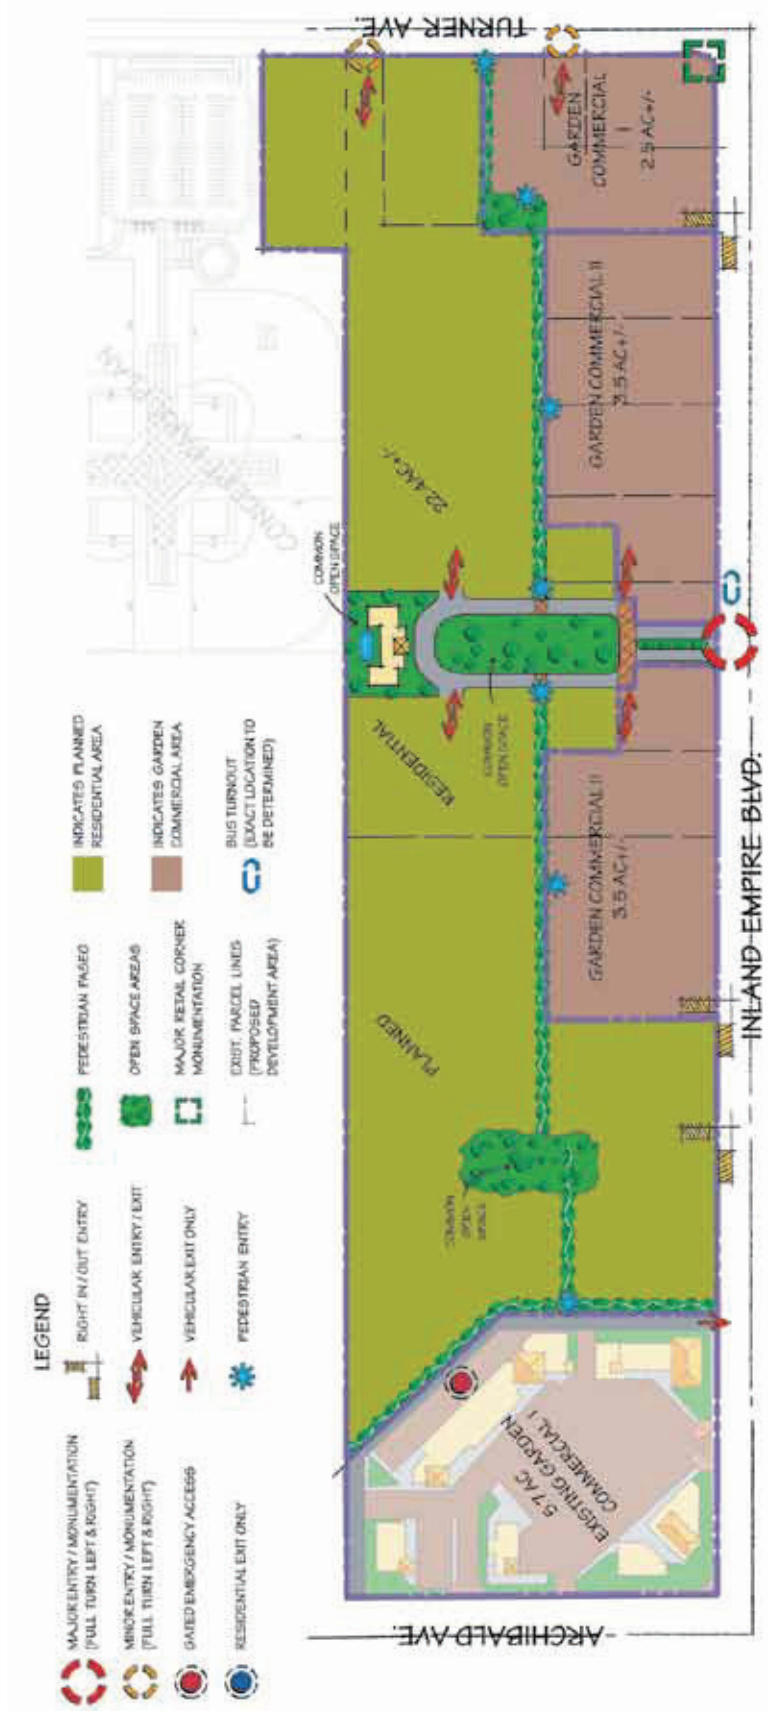 LEGEND
MAJOR ENTRY / MONUMENTATION
(FULL TURN LEFT & RIGHT)
MINOR ENTRY / MONUMENTATION
(FULL TURN LEFT & RIGHT)
GATED EMERGENCY ACCESS
RESIDENTIAL EXIT ONLY
RIGHT IN / OUT ENTRY
VEHICULAR ENTRY / EXIT
VEHICULAR EXIT ONLY
PEDESTRIAN ENTRY
PEDESTRIAN PASEO
OPEN SPACE AREAS
MAJOR RETAIL CORNER
MONUMENTATION
EXIST. PARCEL LINES
(PROPOSED
DEVELOPMENT AREA)
INDICATES PLANNED
RESIDENTIAL AREA
INDICATES GARDEN
COMMERCIAL AREA
BUS TURNOUT
(EXACT LOCATION TO
BE DETERMINED)
CONCEPT PARK PLAN
COMMON
OPEN SPACE
PLANNED
RESIDENTIAL
22.4 AC+/-
COMMON
OPEN SPACE
5.7 AC
EXISTING GARDEN
COMMERCIAL I
GARDEN COMMERCIAL II
3.5 AC+/-
GARDEN COMMERCIAL II
3.5 AC+/-
GARDEN
COMMERCIAL
I
2.5 AC+/-
ARCHIBALD AVE.
INLAND EMPIRE BLVD.
TURNER AVE.